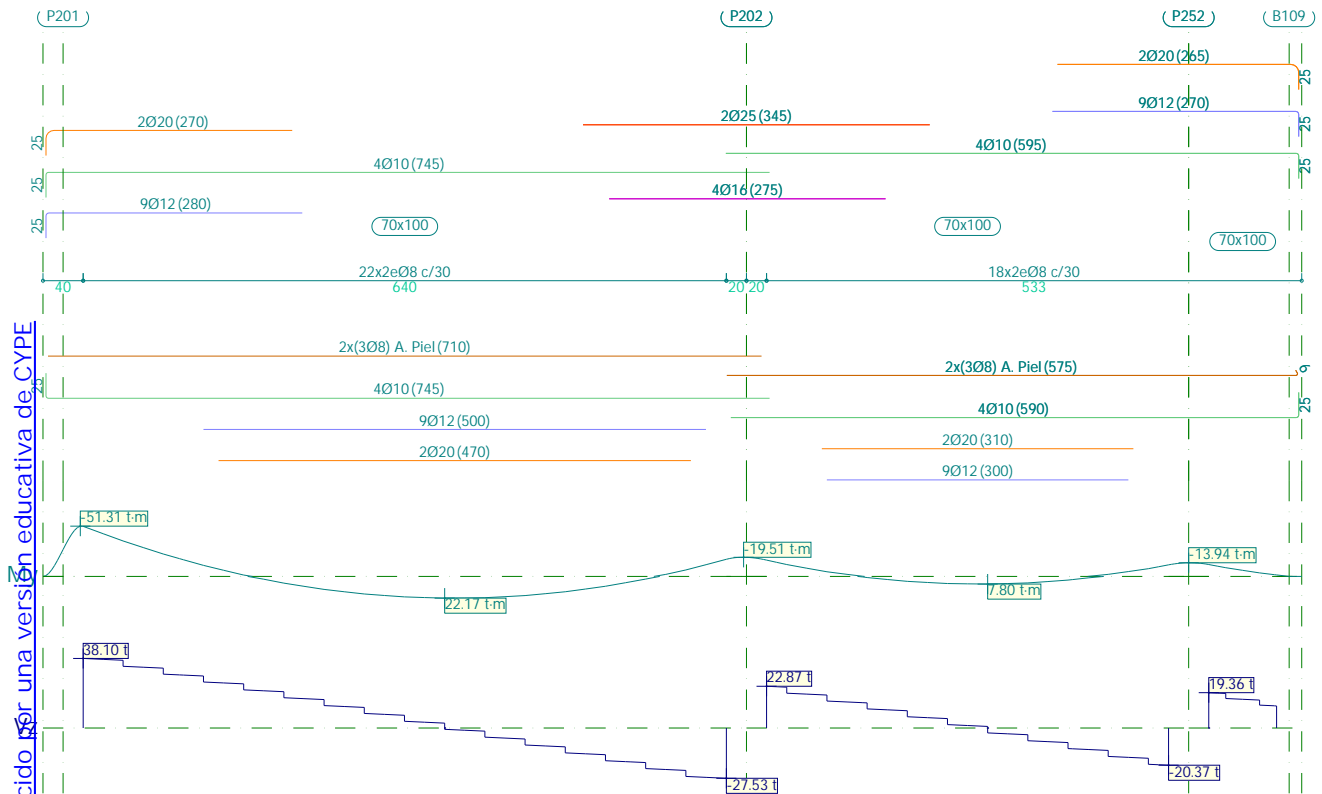 P201
P202
P252
B109
2Ø20 (265)
25
9Ø12 (270)
25
2Ø20 (270)
25
2Ø25 (345)
4Ø10 (595)
25
4Ø10 (745)
25
4Ø16 (275)
9Ø12 (280)
25
70x100
70x100
70x100
22x2eØ8 c/30
18x2eØ8 c/30
40
640
20
20
533
2x(3Ø8) A. Piel (710)
2x(3Ø8) A. Piel (575)
9
4Ø10 (745)
25
4Ø10 (590)
25
9Ø12 (500)
2Ø20 (310)
2Ø20 (470)
9Ø12 (300)
cido por una versión educativa de CYPE
-51.31 t·m
-19.51 t·m
-13.94 t·m
My
22.17 t·m
7.80 t·m
38.10 t
22.87 t
19.36 t
-27.53 t
-20.37 t